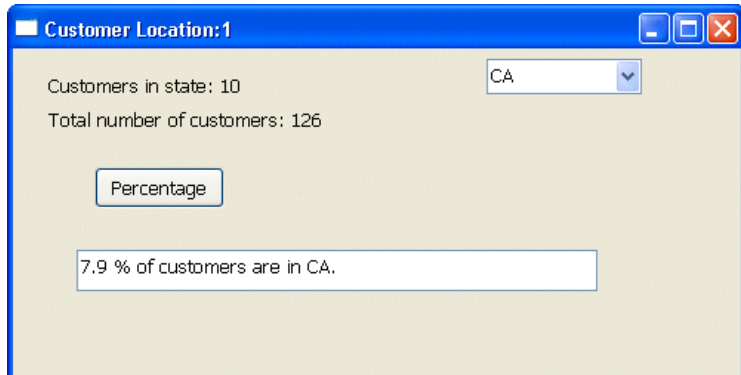 Customer Location:1
Customers in state: 10
CA
Total number of customers: 126
Percentage
7.9 % of customers are in CA.